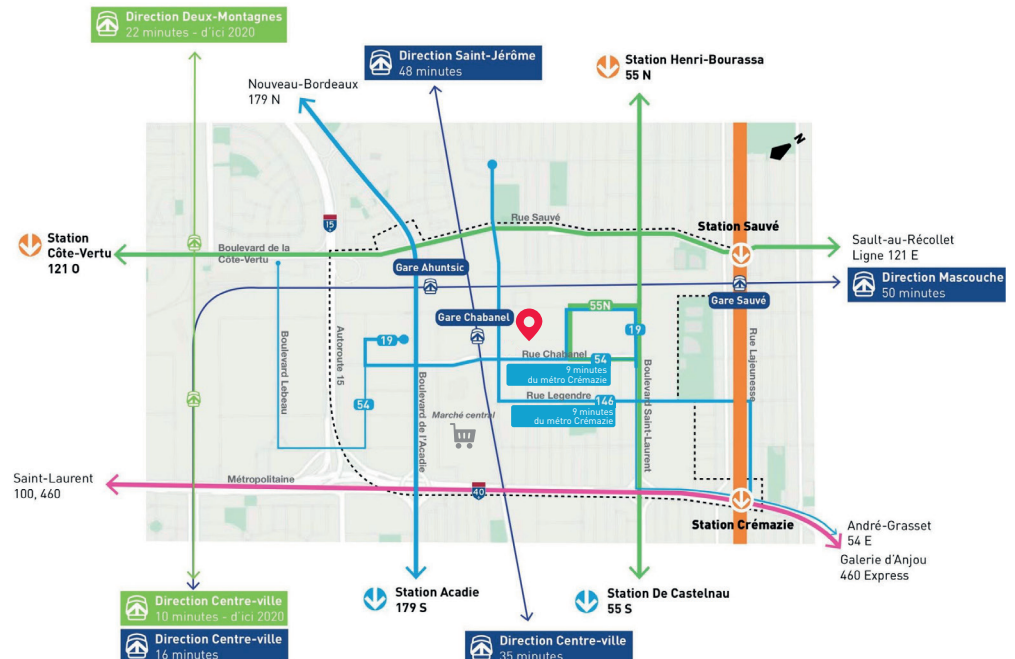 Direction Deux-Montagnes
22 minutes - d'ici 2020
Direction Saint-Jérôme
48 minutes
Station Henri-Bourassa
55 N
Nouveau-Bordeaux
179 N
N
15
Rue Sauvé
Station Sauvé
Station
Côte-Vertu
121 O
Boulevard de la
Côte-Vertu
Sault-au-Récollet
Ligne 121 E
Gare Ahuntsic
Direction Mascouche
50 minutes
Gare Sauvé
Gare Chabanel
55N
19
19
Boulevard Lebeau
Autoroute 15
Boulevard de l'Acadie
Rue Chabanel
54
9 minutes
du métro Crémazie
Boulevard Saint-Laurent
Rue Lajeunesse
54
Rue Legendre
146
9 minutes
du métro Crémazie
Marché central
Saint-Laurent
100, 460
Métropolitaine
40
Station Crémazie
André-Grasset
54 E
Galerie d'Anjou
460 Express
Direction Centre-ville
10 minutes - d'ici 2020
Direction Centre-ville
16 minutes
Station Acadie
179 S
Station De Castelnau
55 S
Direction Centre-ville
35 minutes